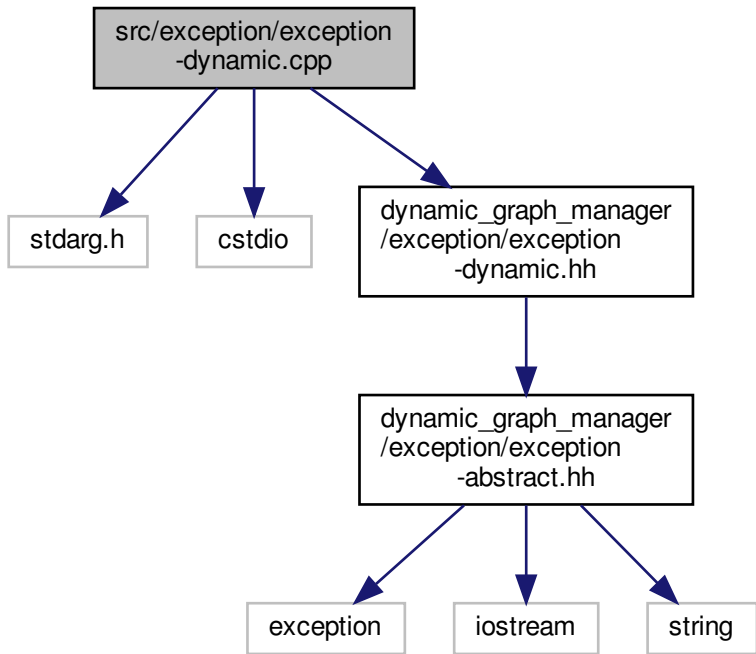 src/exception/exception
-dynamic.cpp
stdarg.h
cstdio
dynamic_graph_manager
/exception/exception
-dynamic.hh
dynamic_graph_manager
/exception/exception
-abstract.hh
exception
iostream
string